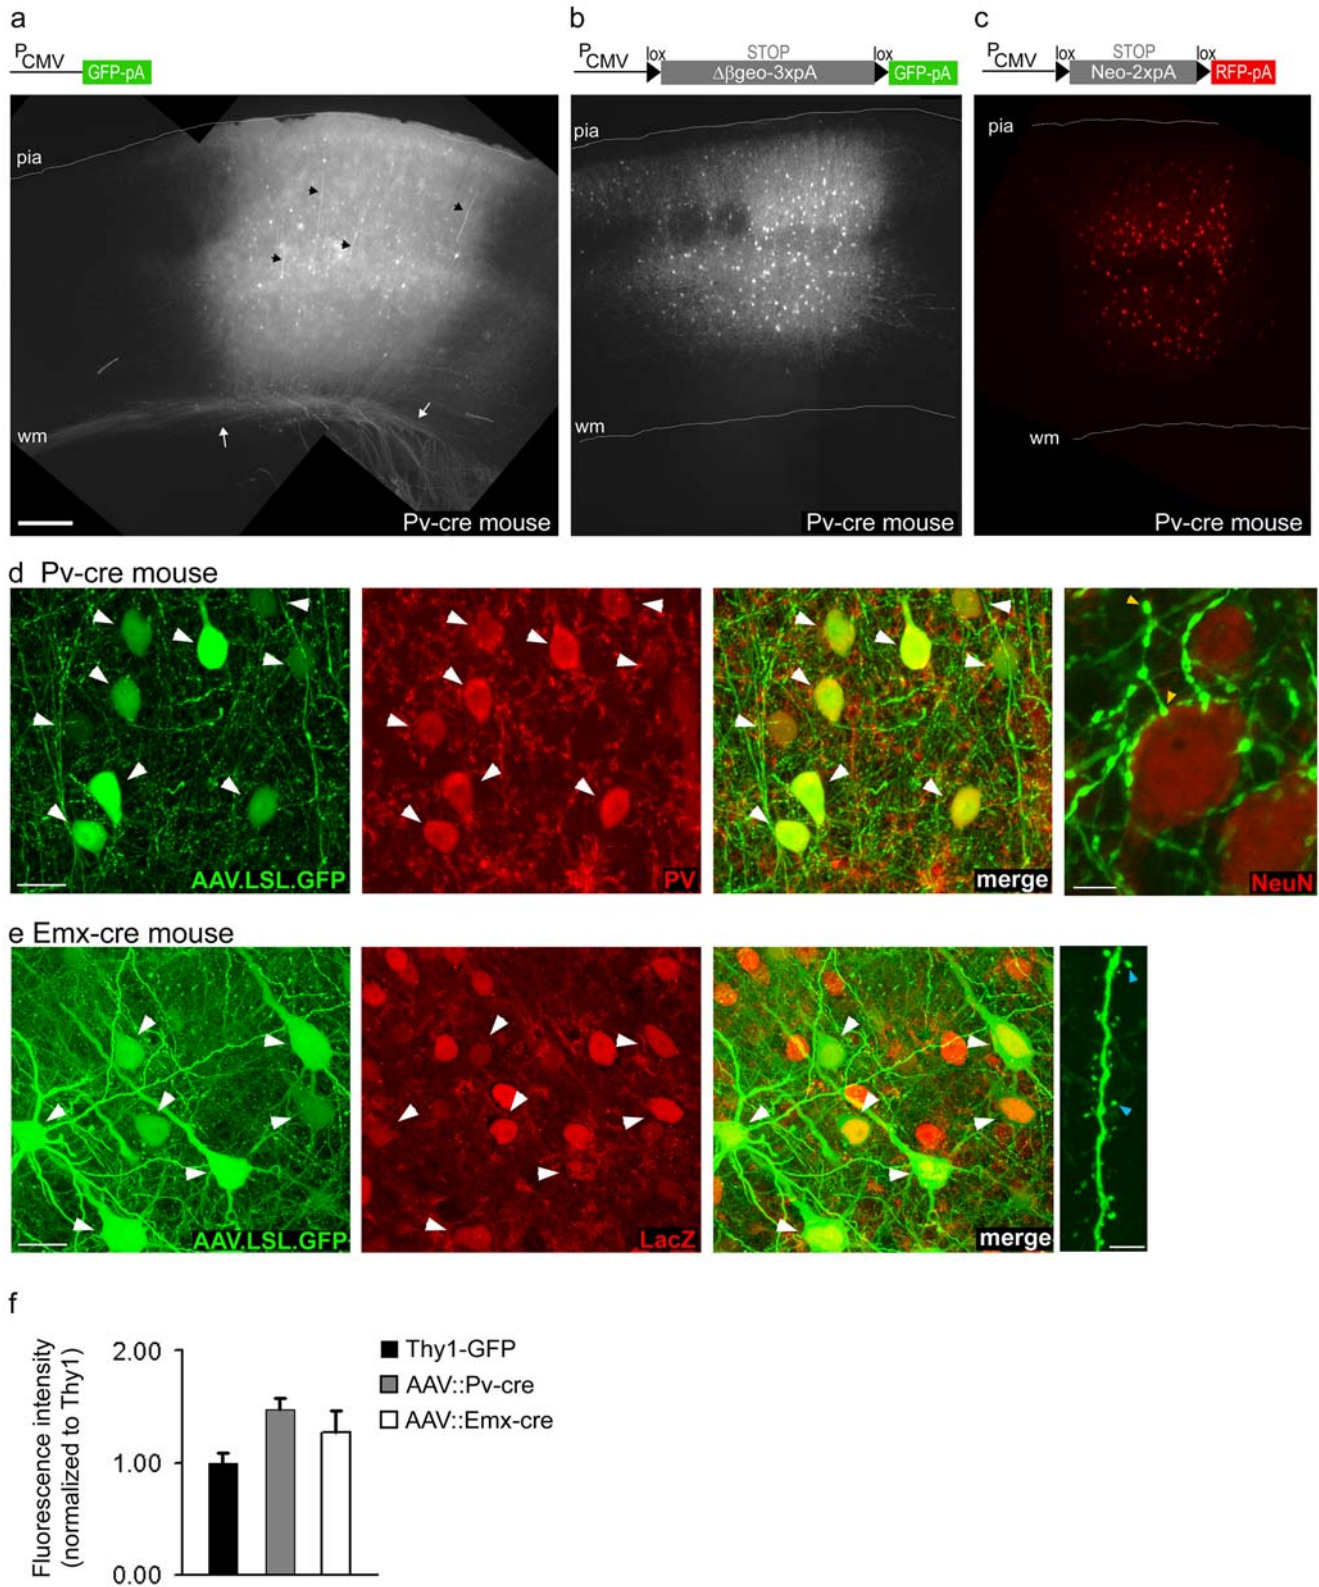 a
P CMV GFP-pA
pia
wm
Pv-cre mouse
b
P CMV lox STOP Δβgeo-3xpA lox GFP-pA
pia
wm
Pv-cre mouse
c
P CMV lox STOP Neo-2xpA lox RFP-pA
pia
wm
Pv-cre mouse
d Pv-cre mouse
AAV.LSL.GFP
PV
merge
NeuN
e Emx-cre mouse
AAV.LSL.GFP
LacZ
merge
f
Fluorescence intensity
(normalized to Thy1)
2.00
1.00
0.00
Thy1-GFP
AAV::Pv-cre
AAV::Emx-cre